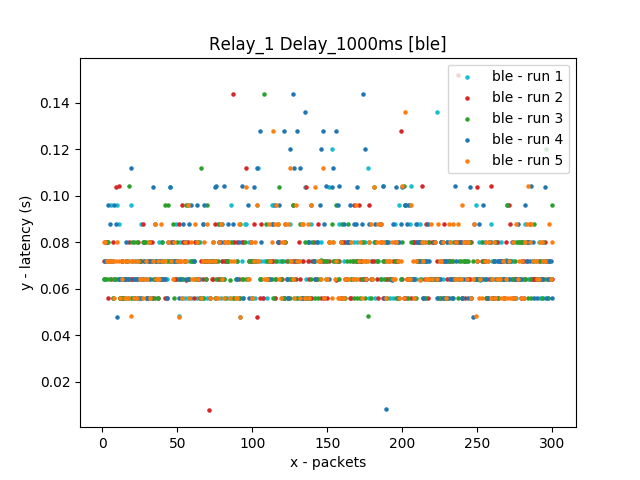 Relay_1 Delay_1000ms [ble]
ble - run 1
ble - run 2
ble - run 3
ble - run 4
ble - run 5
y - latency (s)
0.14
0.12
0.10
0.08
0.06
0.04
0.02
0 50 100 150 200 250 300
x - packets